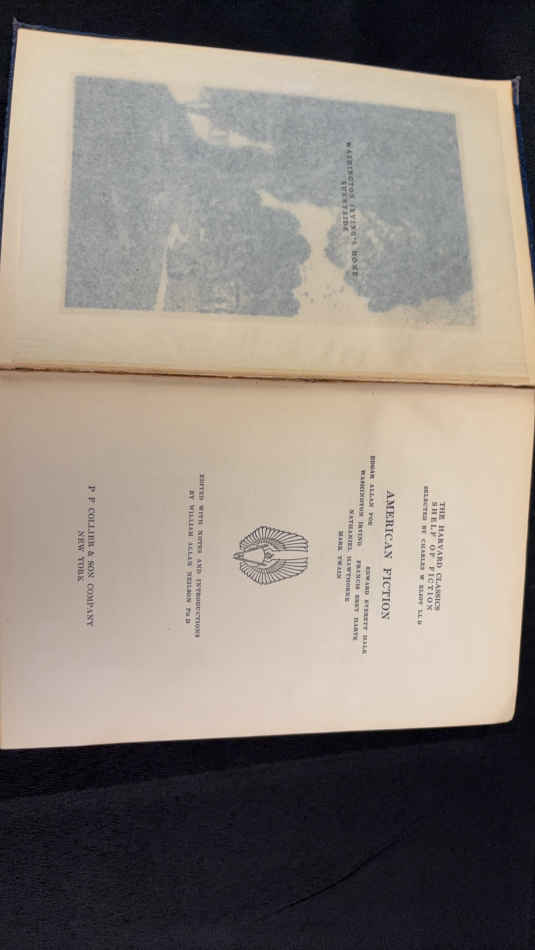 WASHINGTON IRVING'S HOME
SUNNYSIDE
THE HARVARD CLASSICS
SHELF OF FICTION
SELECTED BY CHARLES W ELIOT LL D
AMERICAN FICTION
EDGAR ALLAN POE EDWARD EVERETT HALE
WASHINGTON IRVING FRANCIS BRET HARTE
NATHANIEL HAWTHORNE
MARK TWAIN
EDITED WITH NOTES AND INTRODUCTIONS
BY WILLIAM ALLAN NEILSON PH D
P F COLLIER & SON COMPANY
NEW YORK